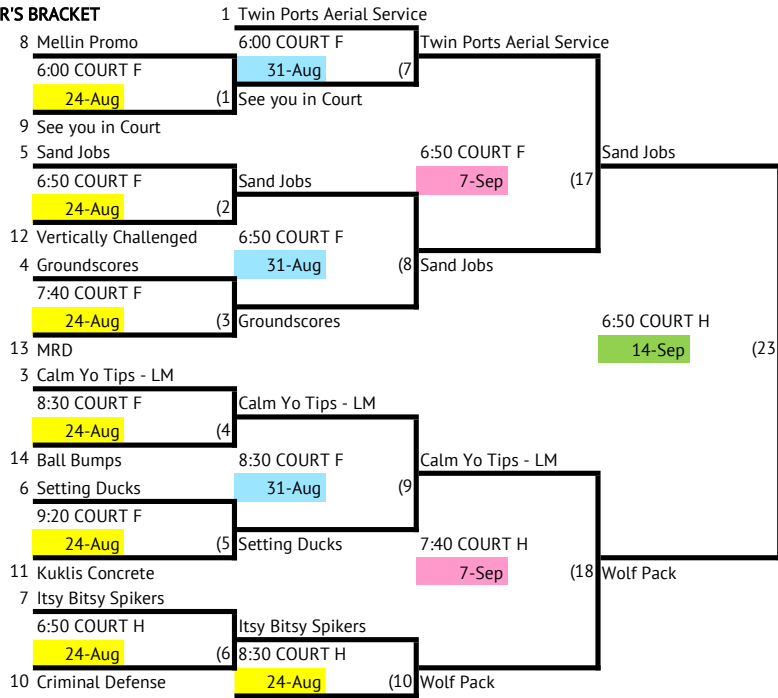 R'S BRACKET
1 Twin Ports Aerial Service
8 Mellin Promo
6:00 COURT F
Twin Ports Aerial Service
6:00 COURT F
31-Aug (7
24-Aug (1
See you in Court
9 See you in Court
5 Sand Jobs
6:50 COURT F
Sand Jobs
6:50 COURT F
Sand Jobs
7-Sep (17
24-Aug (2
12 Vertically Challenged
6:50 COURT F
4 Groundscores
31-Aug (8
Sand Jobs
7:40 COURT F
24-Aug (3
Groundscores
6:50 COURT H
13 MRD
14-Sep (23
3 Calm Yo Tips - LM
8:30 COURT F
Calm Yo Tips - LM
24-Aug (4
14 Ball Bumps
8:30 COURT F
Calm Yo Tips - LM
6 Setting Ducks
31-Aug (9
9:20 COURT F
24-Aug (5
Setting Ducks
7:40 COURT H
11 Kuklis Concrete
7-Sep (18
Wolf Pack
7 Itsy Bitsy Spikers
6:50 COURT H
Itsy Bitsy Spikers
24-Aug (6
8:30 COURT H
10 Criminal Defense
24-Aug (10
Wolf Pack